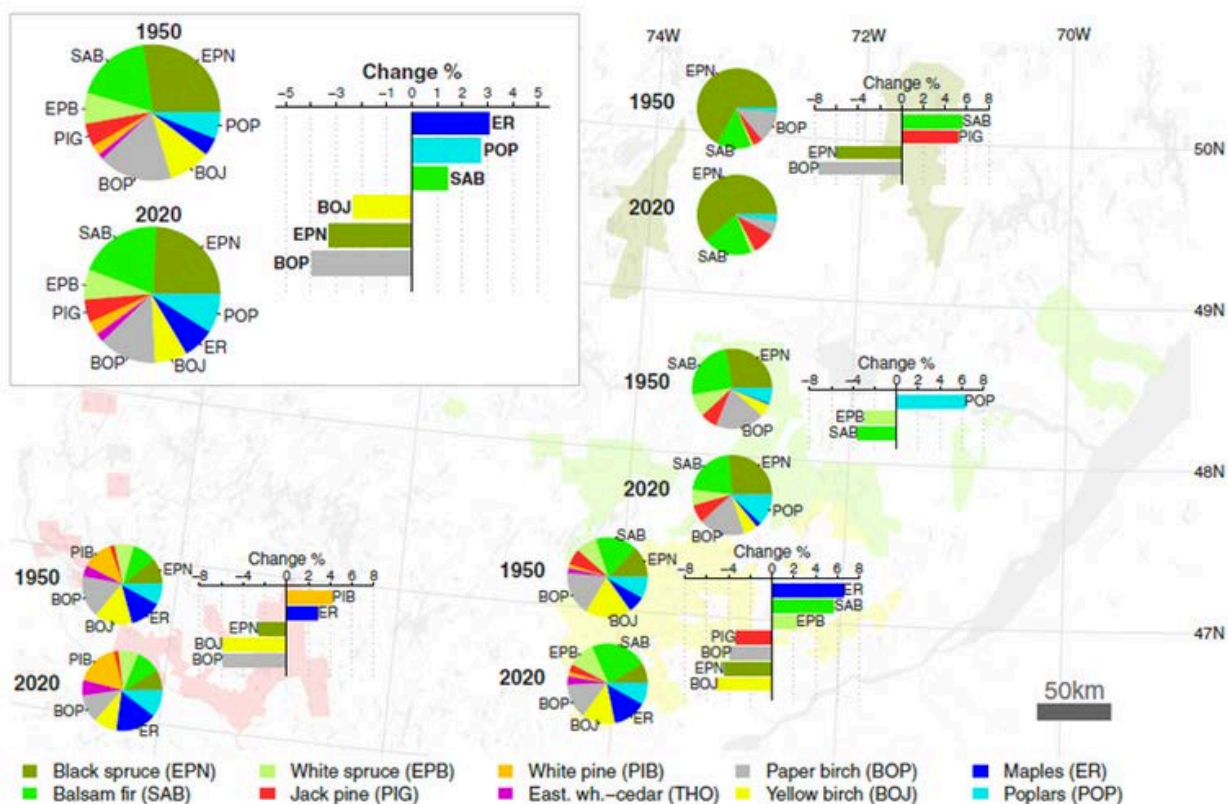 1950
SAB
EPN
EPB
PIG
POP
BOP
BOJ
2020
SAB
EPN
EPB
PIG
POP
ER
BOP
BOJ
Change %
-5 -3 -1 0 1 2 3 4 5
ER
POP
SAB
BOJ
EPN
BOP
74W 72W 70W
50N
49N
48N
47N
1950
EPN
BOP
SAB
2020
EPN
SAB
Change %
-8 -4 0 2 4 6 8
SAB
PIG
EPN
BOP
1950
SAB
EPN
BOP
2020
SAB
EPN
POP
BOP
Change %
-8 -4 0 2 4 6 8
POP
EPB
SAB
1950
PIB
EPN
BOP
BOJ
ER
2020
PIB
BOP
ER
Change %
-8 -4 0 2 4 6 8
PIB
ER
EPN
BOJ
BOP
1950
SAB
EPN
BOP
BOJ
2020
SAB
EPB
BOP
BOJ
ER
Change %
-8 -4 0 2 4 6 8
ER
SAB
EPB
PIG
BOP
EPN
BOJ
50km
Black spruce (EPN) White spruce (EPB) White pine (PIB) Paper birch (BOP) Maples (ER)
Balsam fir (SAB) Jack pine (PIG) East. wh.-cedar (THO) Yellow birch (BOJ) Poplars (POP)